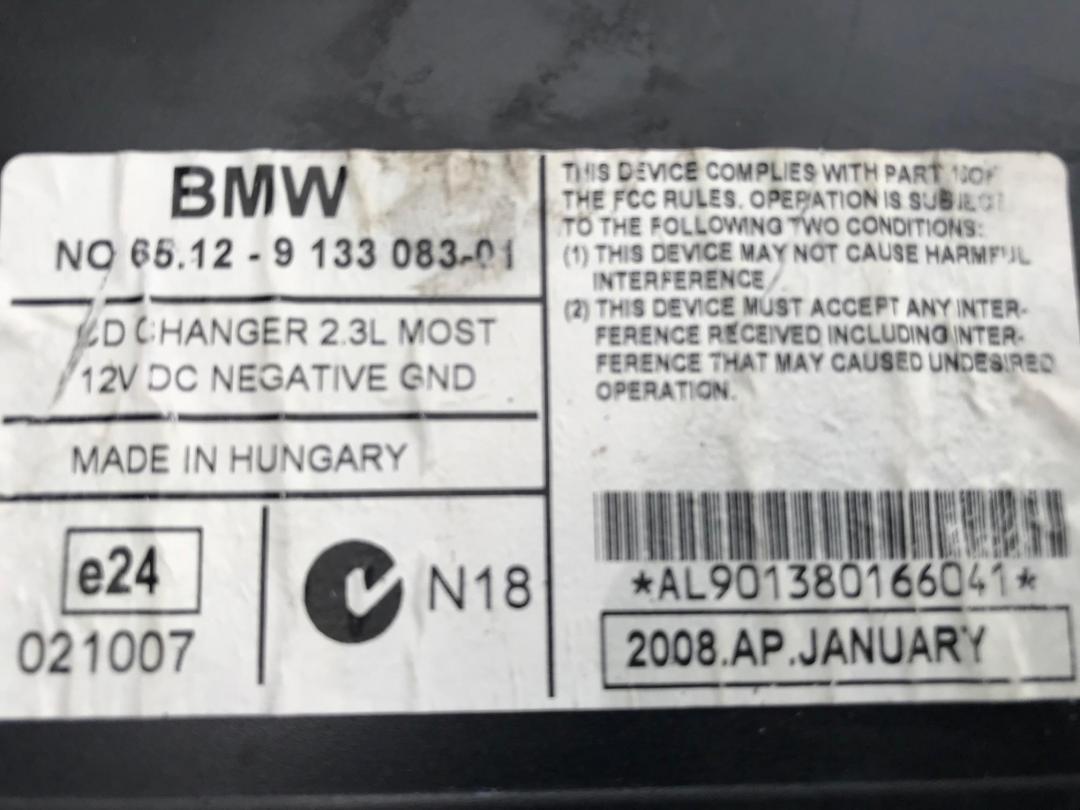 BMW
NO 65.12 - 9 133 083-01
CD CHANGER 2.3L MOST
12V DC NEGATIVE GND
MADE IN HUNGARY
e24
021007
N18
THIS DEVICE COMPLIES WITH PART OF
THE FCC RULES. OPERATION IS SUBJECT
TO THE FOLLOWING TWO CONDITIONS:
(1) THIS DEVICE MAY NOT CAUSE HARMFUL
INTERFERENCE
(2) THIS DEVICE MUST ACCEPT ANY INTER-
FERENCE RECEIVED INCLUDING INTER-
FERENCE THAT MAY CAUSED UNDESIRED
OPERATION.
*AL901380166041*
2008.AP.JANUARY